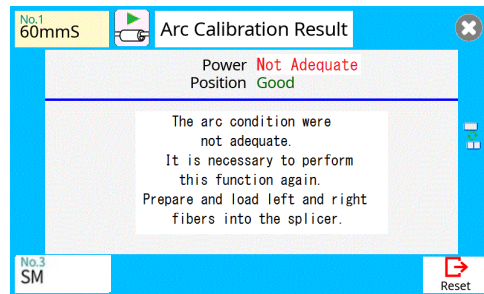 No.1
60mmS
Arc Calibration Result
Power Not Adequate
Position Good
The arc condition were
not adequate.
It is necessary to perform
this function again.
Prepare and load left and right
fibers into the splicer.
No.3
SM
Reset